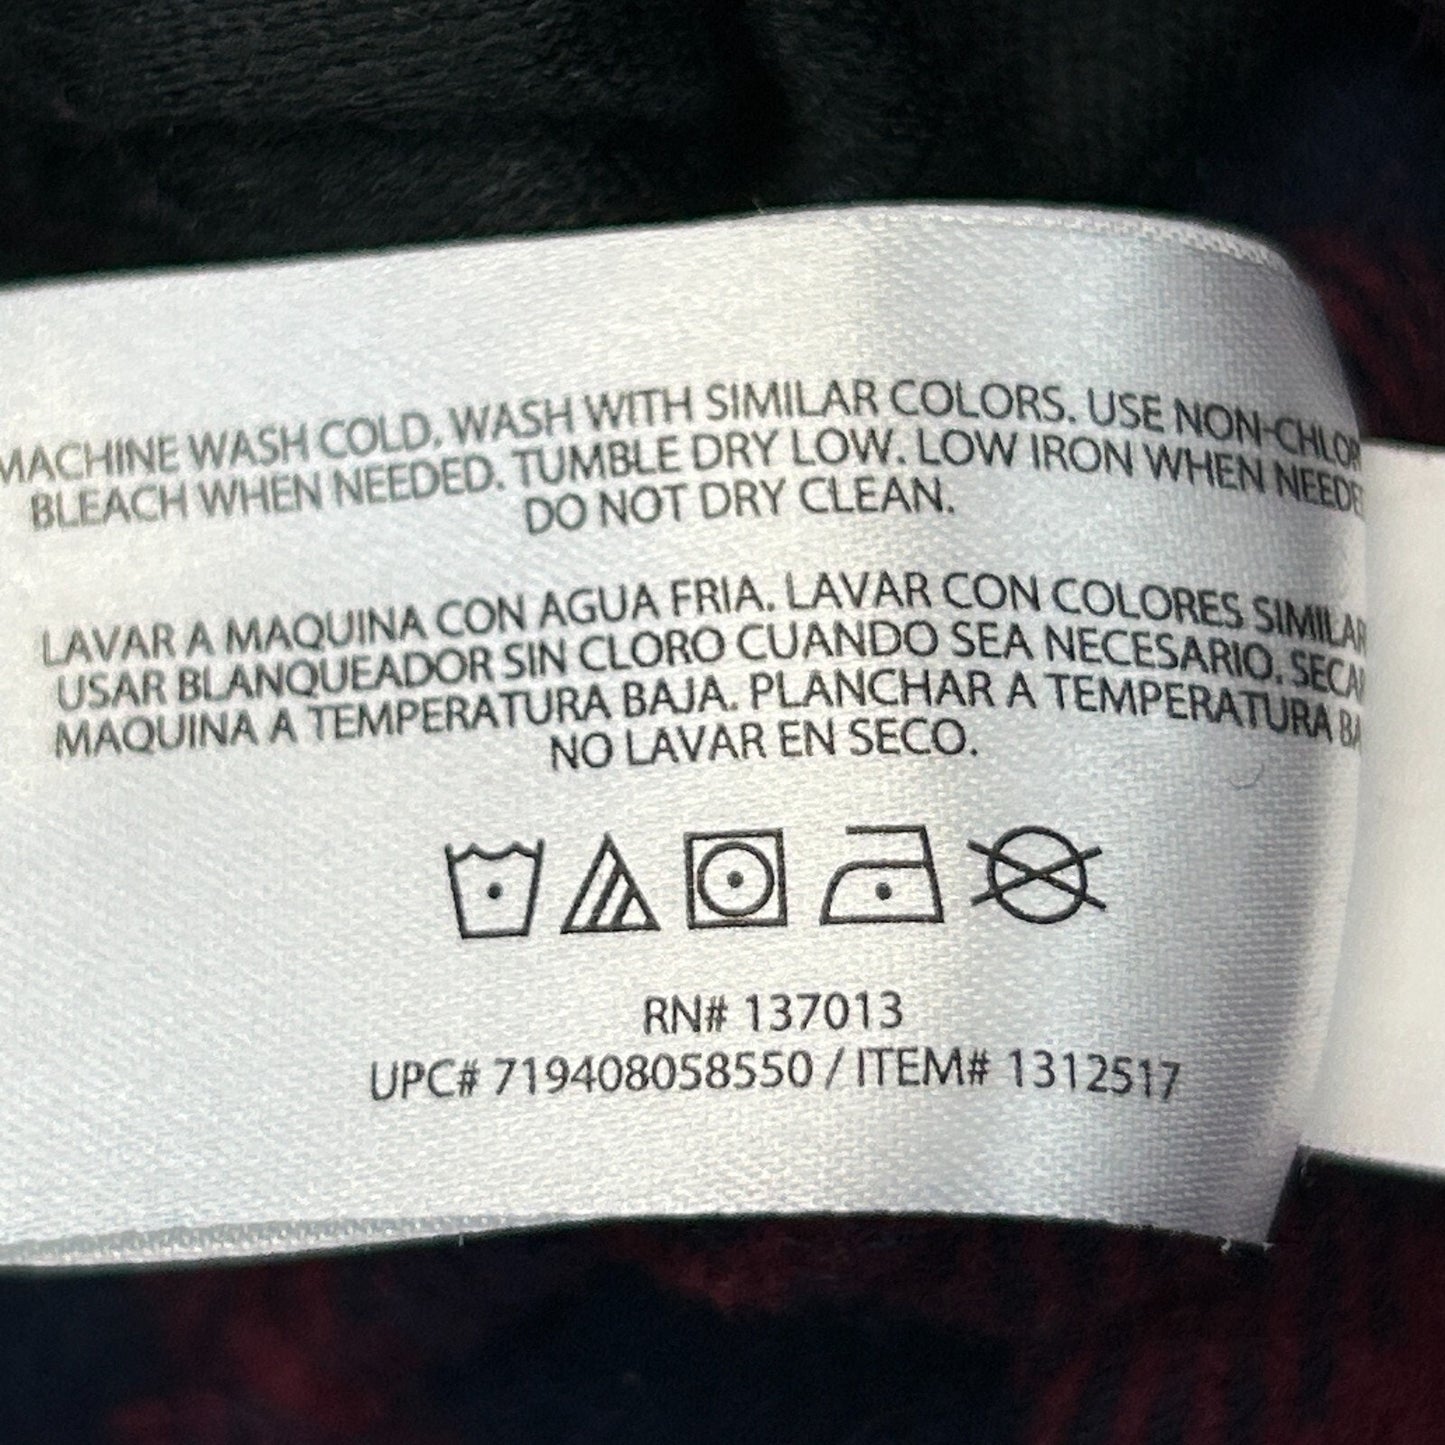 MACHINE WASH COLD. WASH WITH SIMILAR COLORS. USE NON-CHLOR
BLEACH WHEN NEEDED. TUMBLE DRY LOW. LOW IRON WHEN NEEDE
DO NOT DRY CLEAN.
LAVAR A MAQUINA CON AGUA FRIA. LAVAR CON COLORES SIMILAR
USAR BLANQUEADOR SIN CLORO CUANDO SEA NECESARIO. SECAR
MAQUINA A TEMPERATURA BAJA. PLANCHAR A TEMPERATURA BA
NO LAVAR EN SECO.
RN# 137013
UPC# 719408058550 / ITEM# 1312517